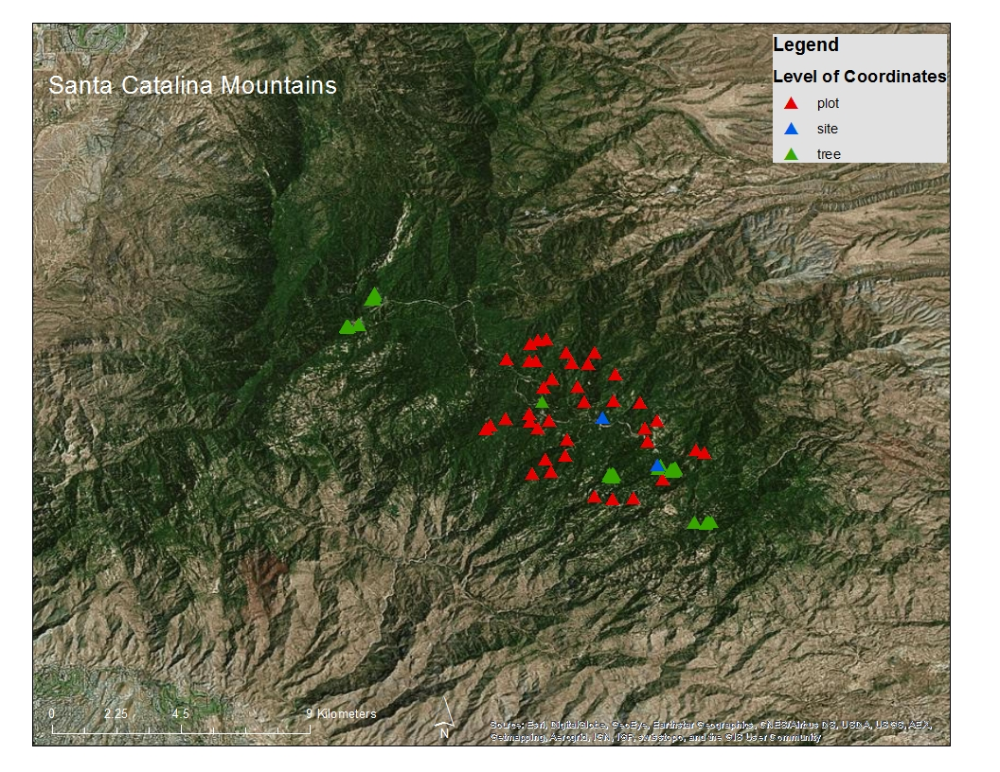 Santa Catalina Mountains
Legend
Level of Coordinates
plot
site
tree
0 2.25 4.5 9 Kilometers
N
Source: Esri, DigitalGlobe, GeoEye, Earthstar Geographics, CNES/Airbus DS, USDA, USGS, AEX,
Getmapping, Aerogrid, IGN, IGP, swisstopo, and the GIS User Community